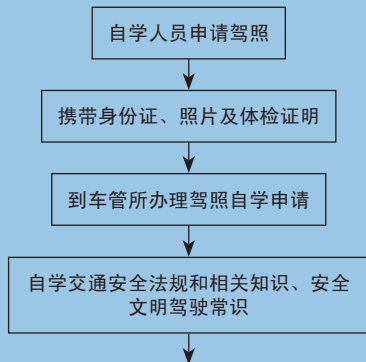 自学人员申请驾照
携带身份证、照片及体检证明
到车管所办理驾照自学申请
自学交通安全法规和相关知识、安全
文明驾驶常识